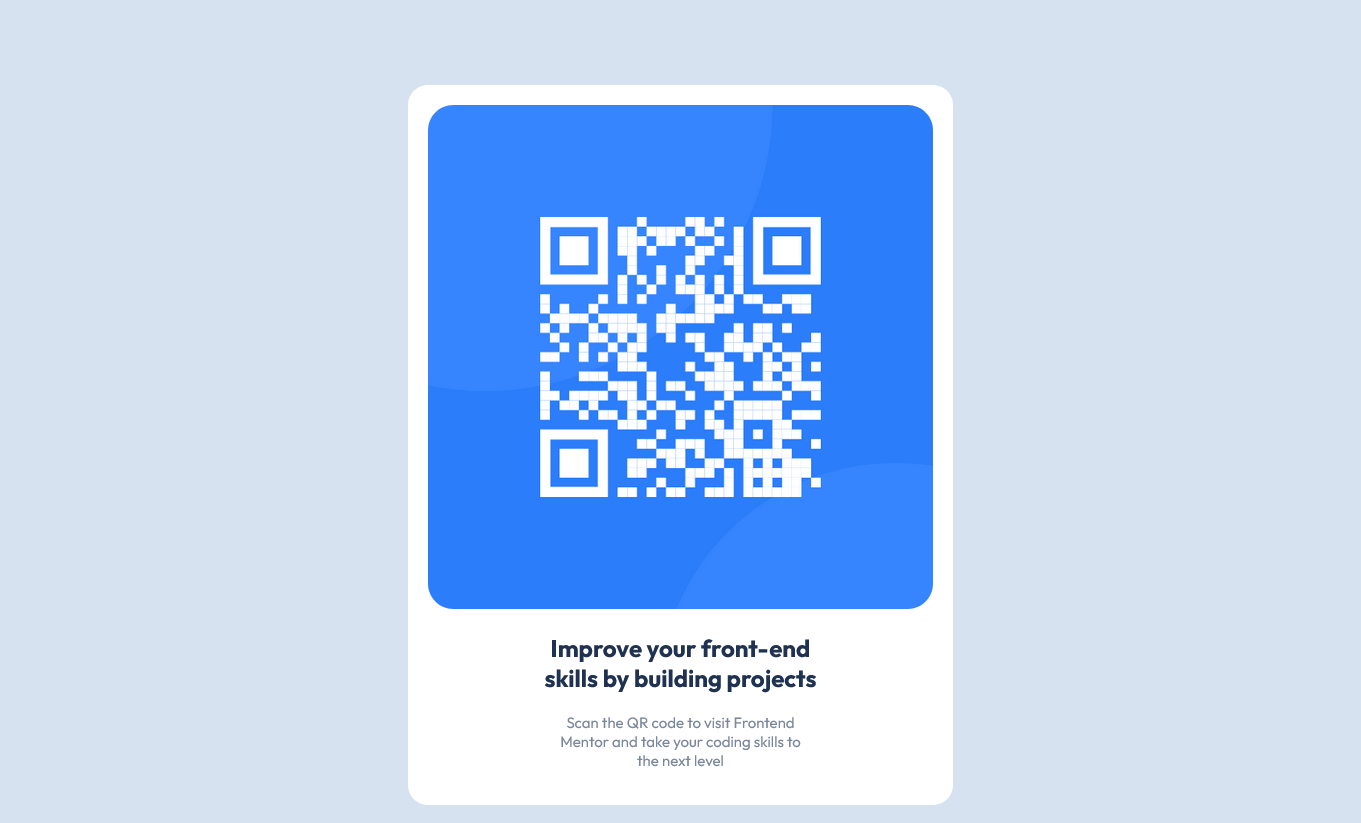 Improve your front-end
skills by building projects
Scan the QR code to visit Frontend
Mentor and take your coding skills to
the next level